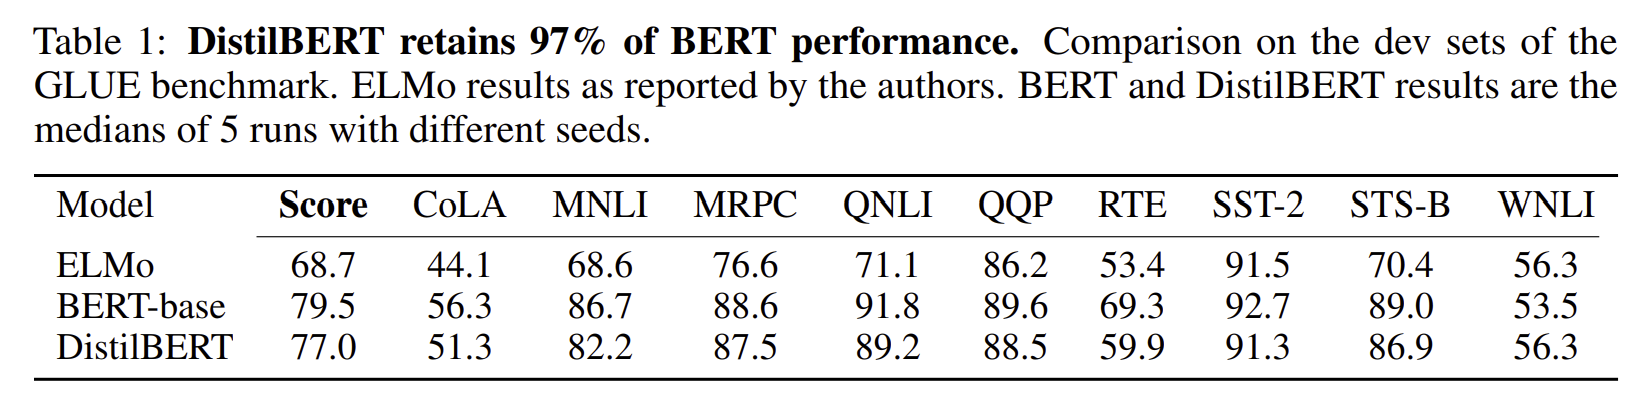 Table 1: DistilBERT retains 97% of BERT performance. Comparison on the dev sets of the
GLUE benchmark. ELMo results as reported by the authors. BERT and DistilBERT results are the
medians of 5 runs with different seeds.
Model Score CoLA MNLI MRPC QNLI QQP RTE SST-2 STS-B WNLI
ELMo 68.7 44.1 68.6 76.6 71.1 86.2 53.4 91.5 70.4 56.3
BERT-base 79.5 56.3 86.7 88.6 91.8 89.6 69.3 92.7 89.0 53.5
DistilBERT 77.0 51.3 82.2 87.5 89.2 88.5 59.9 91.3 86.9 56.3